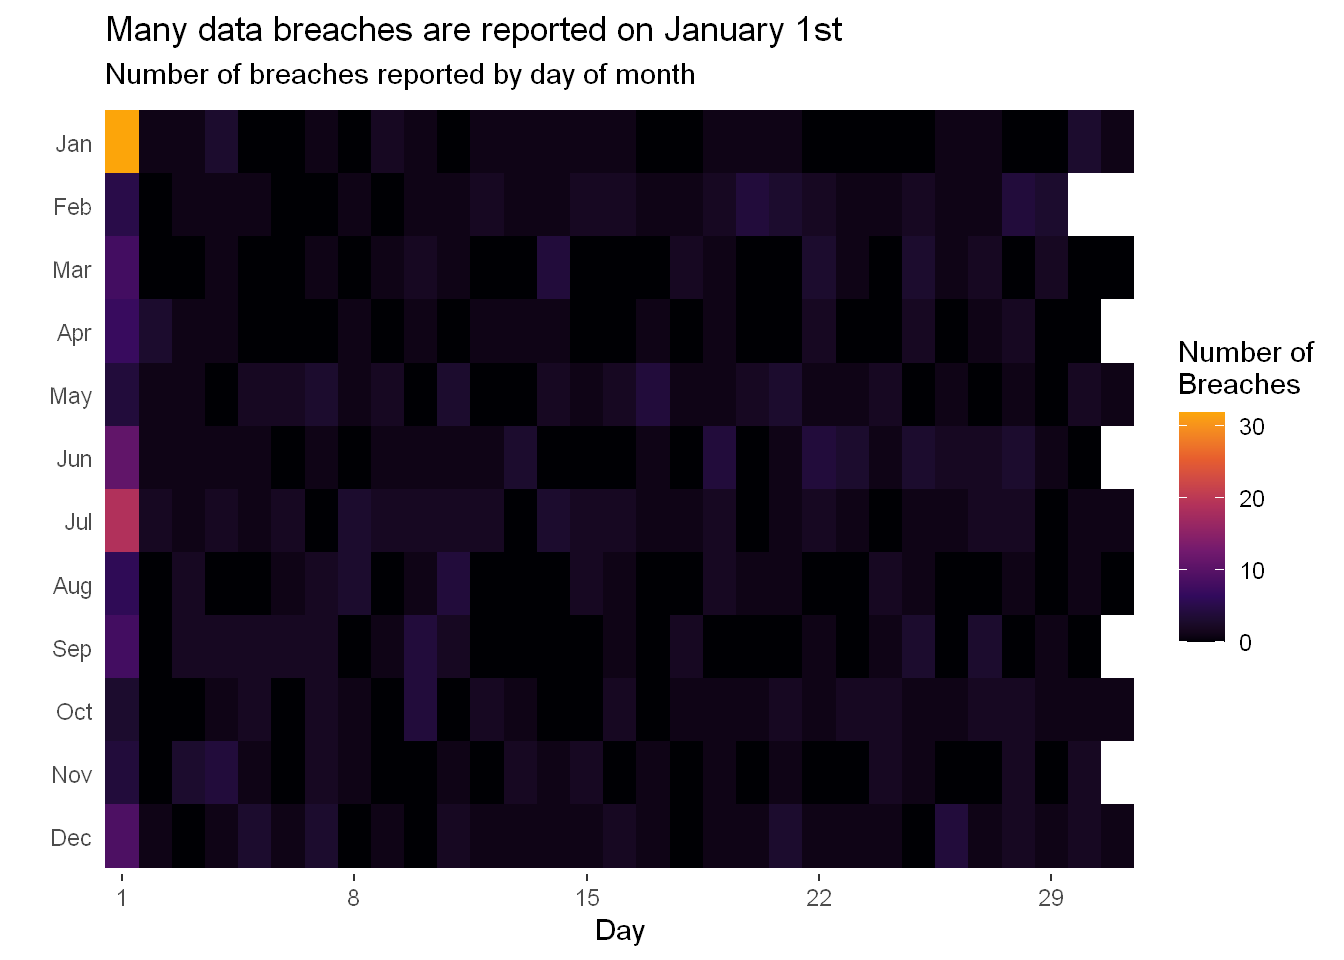 Many data breaches are reported on January 1st
Number of breaches reported by day of month
Jan
Feb
Mar
Apr
May
Jun
Jul
Aug
Sep
Oct
Nov
Dec
1 8 15 22 29
Day
Number of
Breaches
30
20
10
0